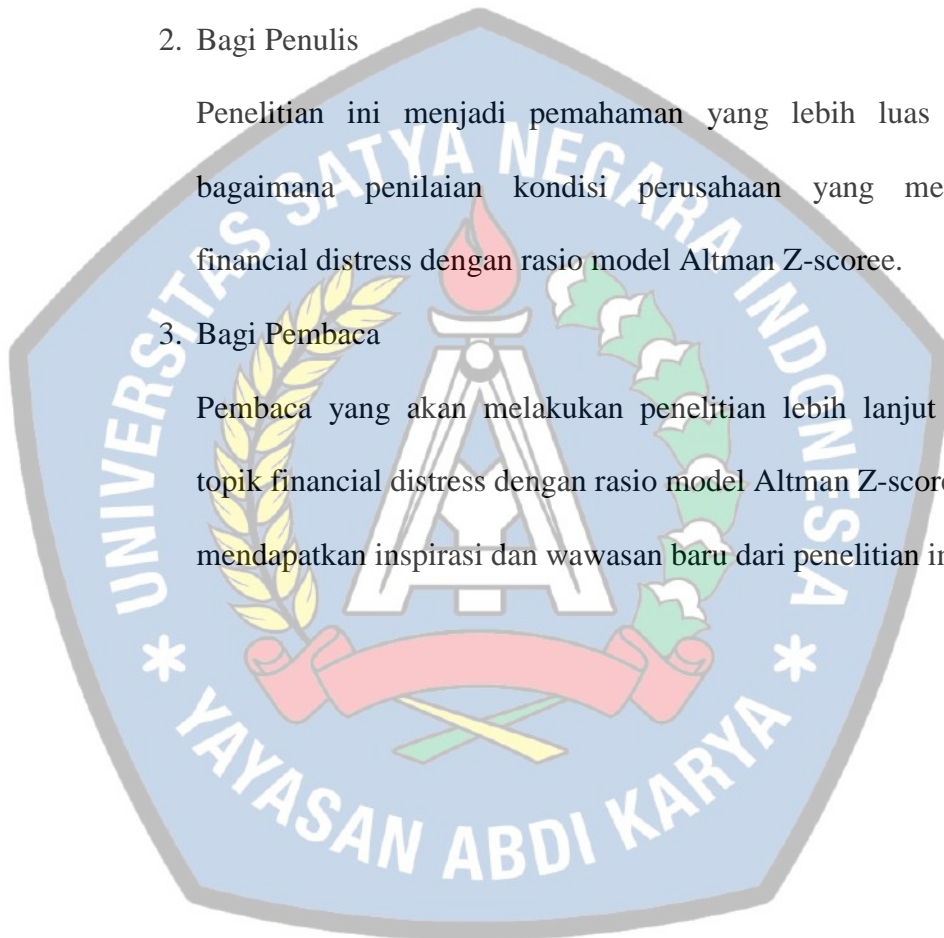 2. Bagi Penulis
Penelitian ini menjadi pemahaman yang lebih luas
bagaimana penilaian kondisi perusahaan yang
financial distress dengan rasio model Altman Z-scoree.
3. Bagi Pembaca
Pembaca yang akan melakukan penelitian lebih lanjut
topik financial distress dengan rasio model Altman
mendapatkan inspirasi dan wawasan baru dari penelitian
UNIVERSITAS SATYA NEGARA INDONESIA
* YAYASAN ABDI KARYA *